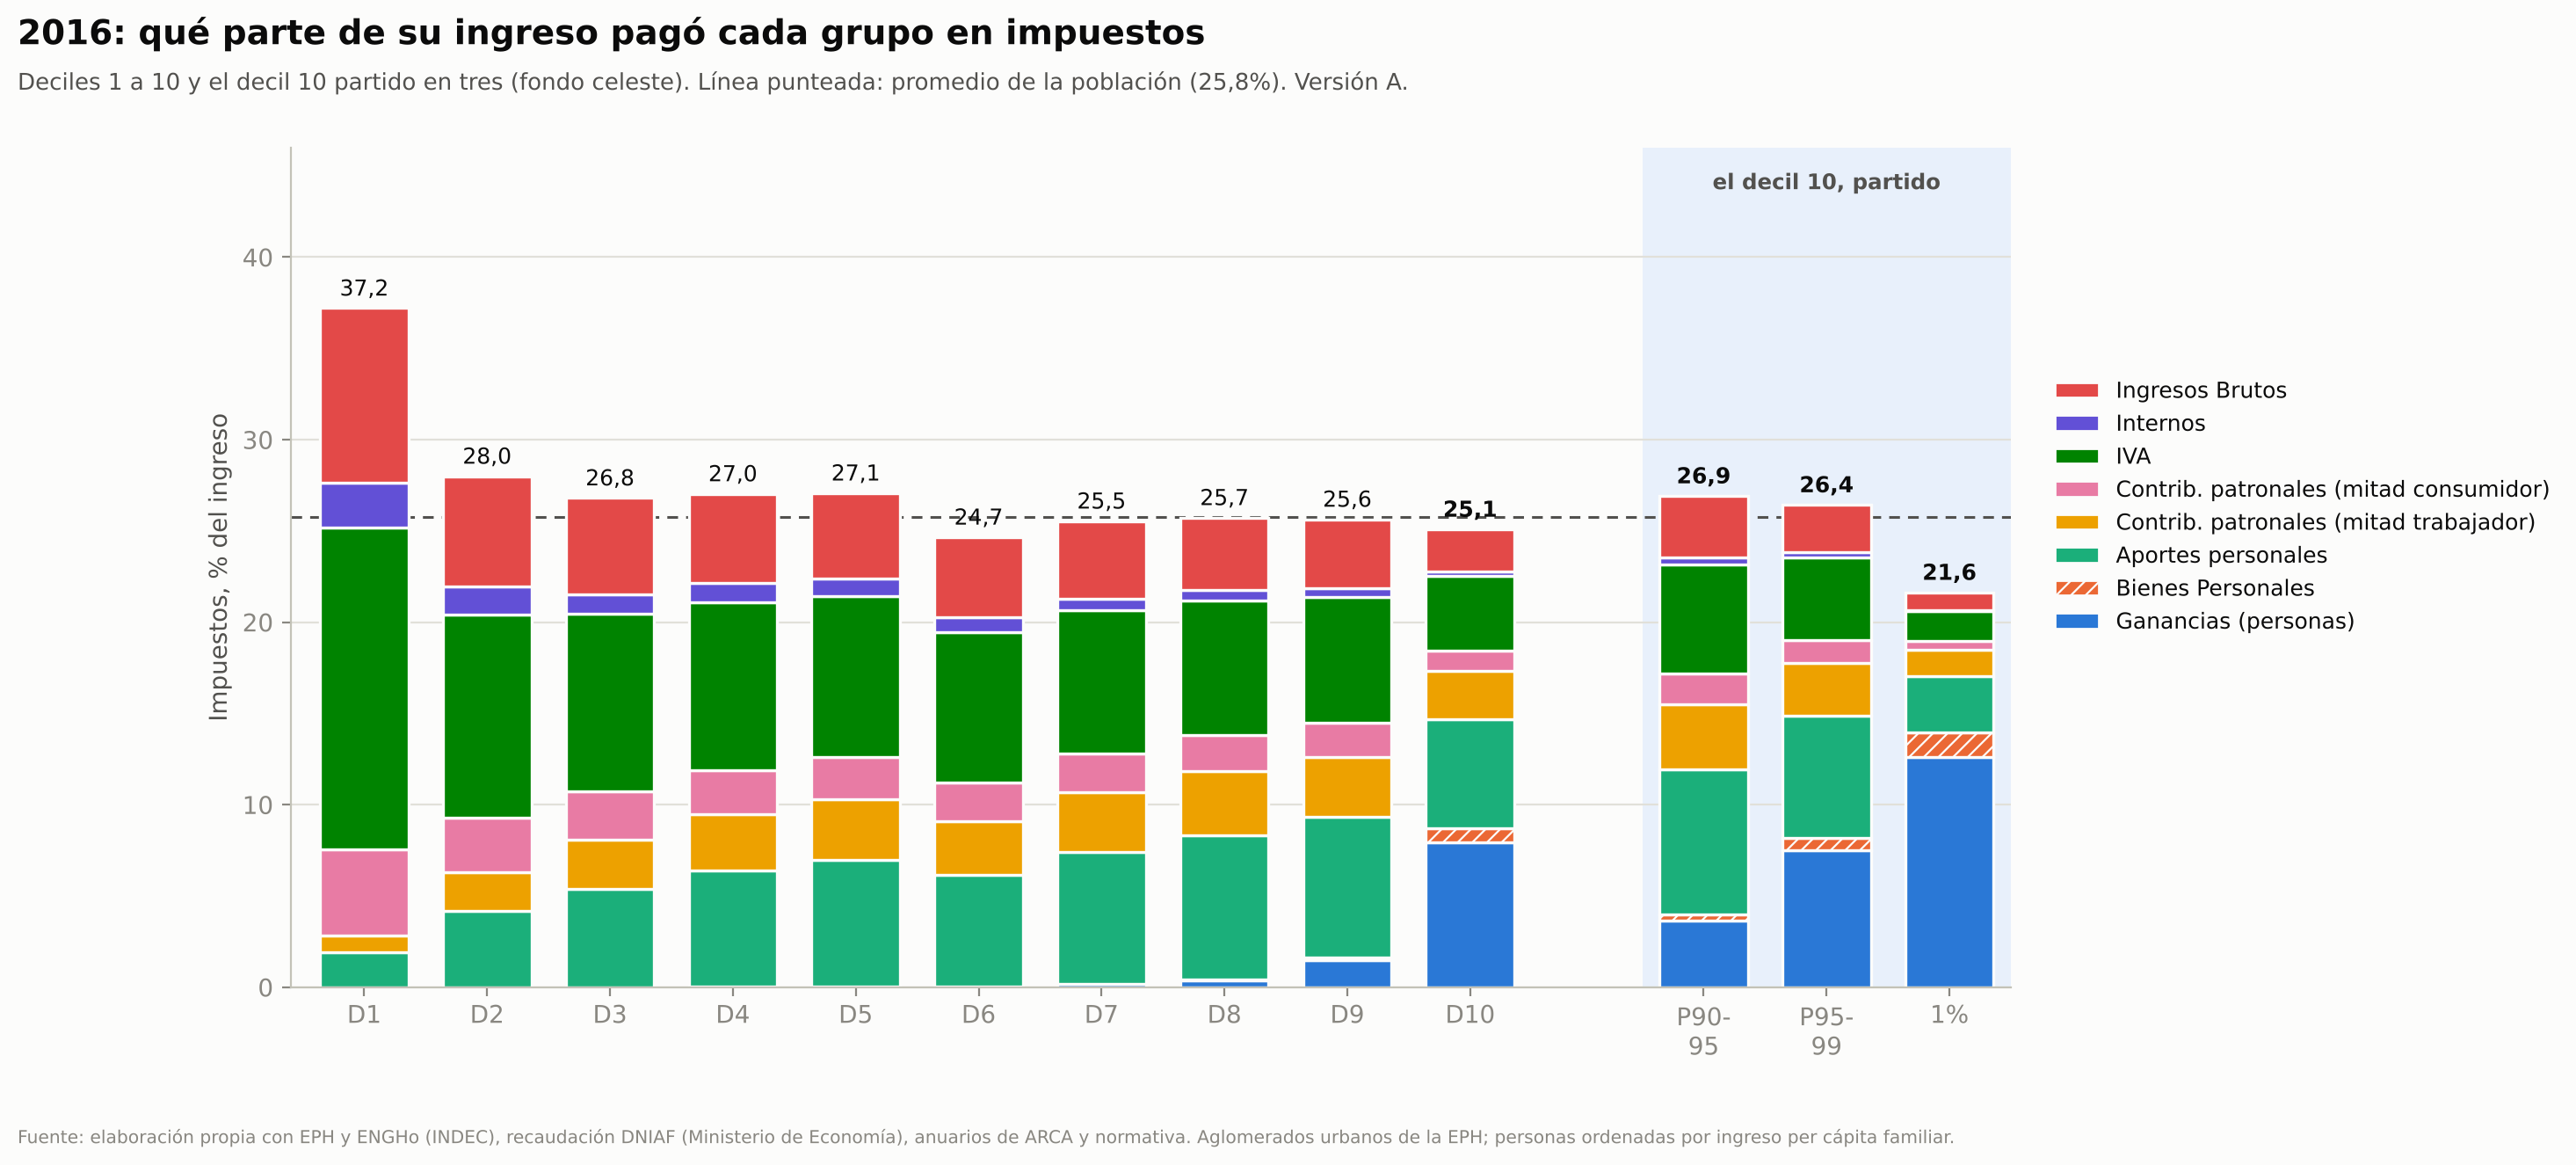 2016: qué parte de su ingreso pagó cada grupo en impuestos
Deciles 1 a 10 y el decil 10 partido en tres (fondo celeste). Línea punteada: promedio de la población (25,8%). Versión A.
el decil 10, partido
Impuestos, % del ingreso
40
30
20
10
0
37,2
28,0
26,8
27,0
27,1
24,7
25,5
25,7
25,6
25,1
26,9
26,4
21,6
D1
D2
D3
D4
D5
D6
D7
D8
D9
D10
P90-
95
P95-
99
1%
Ingresos Brutos
Internos
IVA
Contrib. patronales (mitad consumidor)
Contrib. patronales (mitad trabajador)
Aportes personales
Bienes Personales
Ganancias (personas)
Fuente: elaboración propia con EPH y ENGHo (INDEC), recaudación DNIAF (Ministerio de Economía), anuarios de ARCA y normativa. Aglomerados urbanos de la EPH; personas ordenadas por ingreso per cápita familiar.